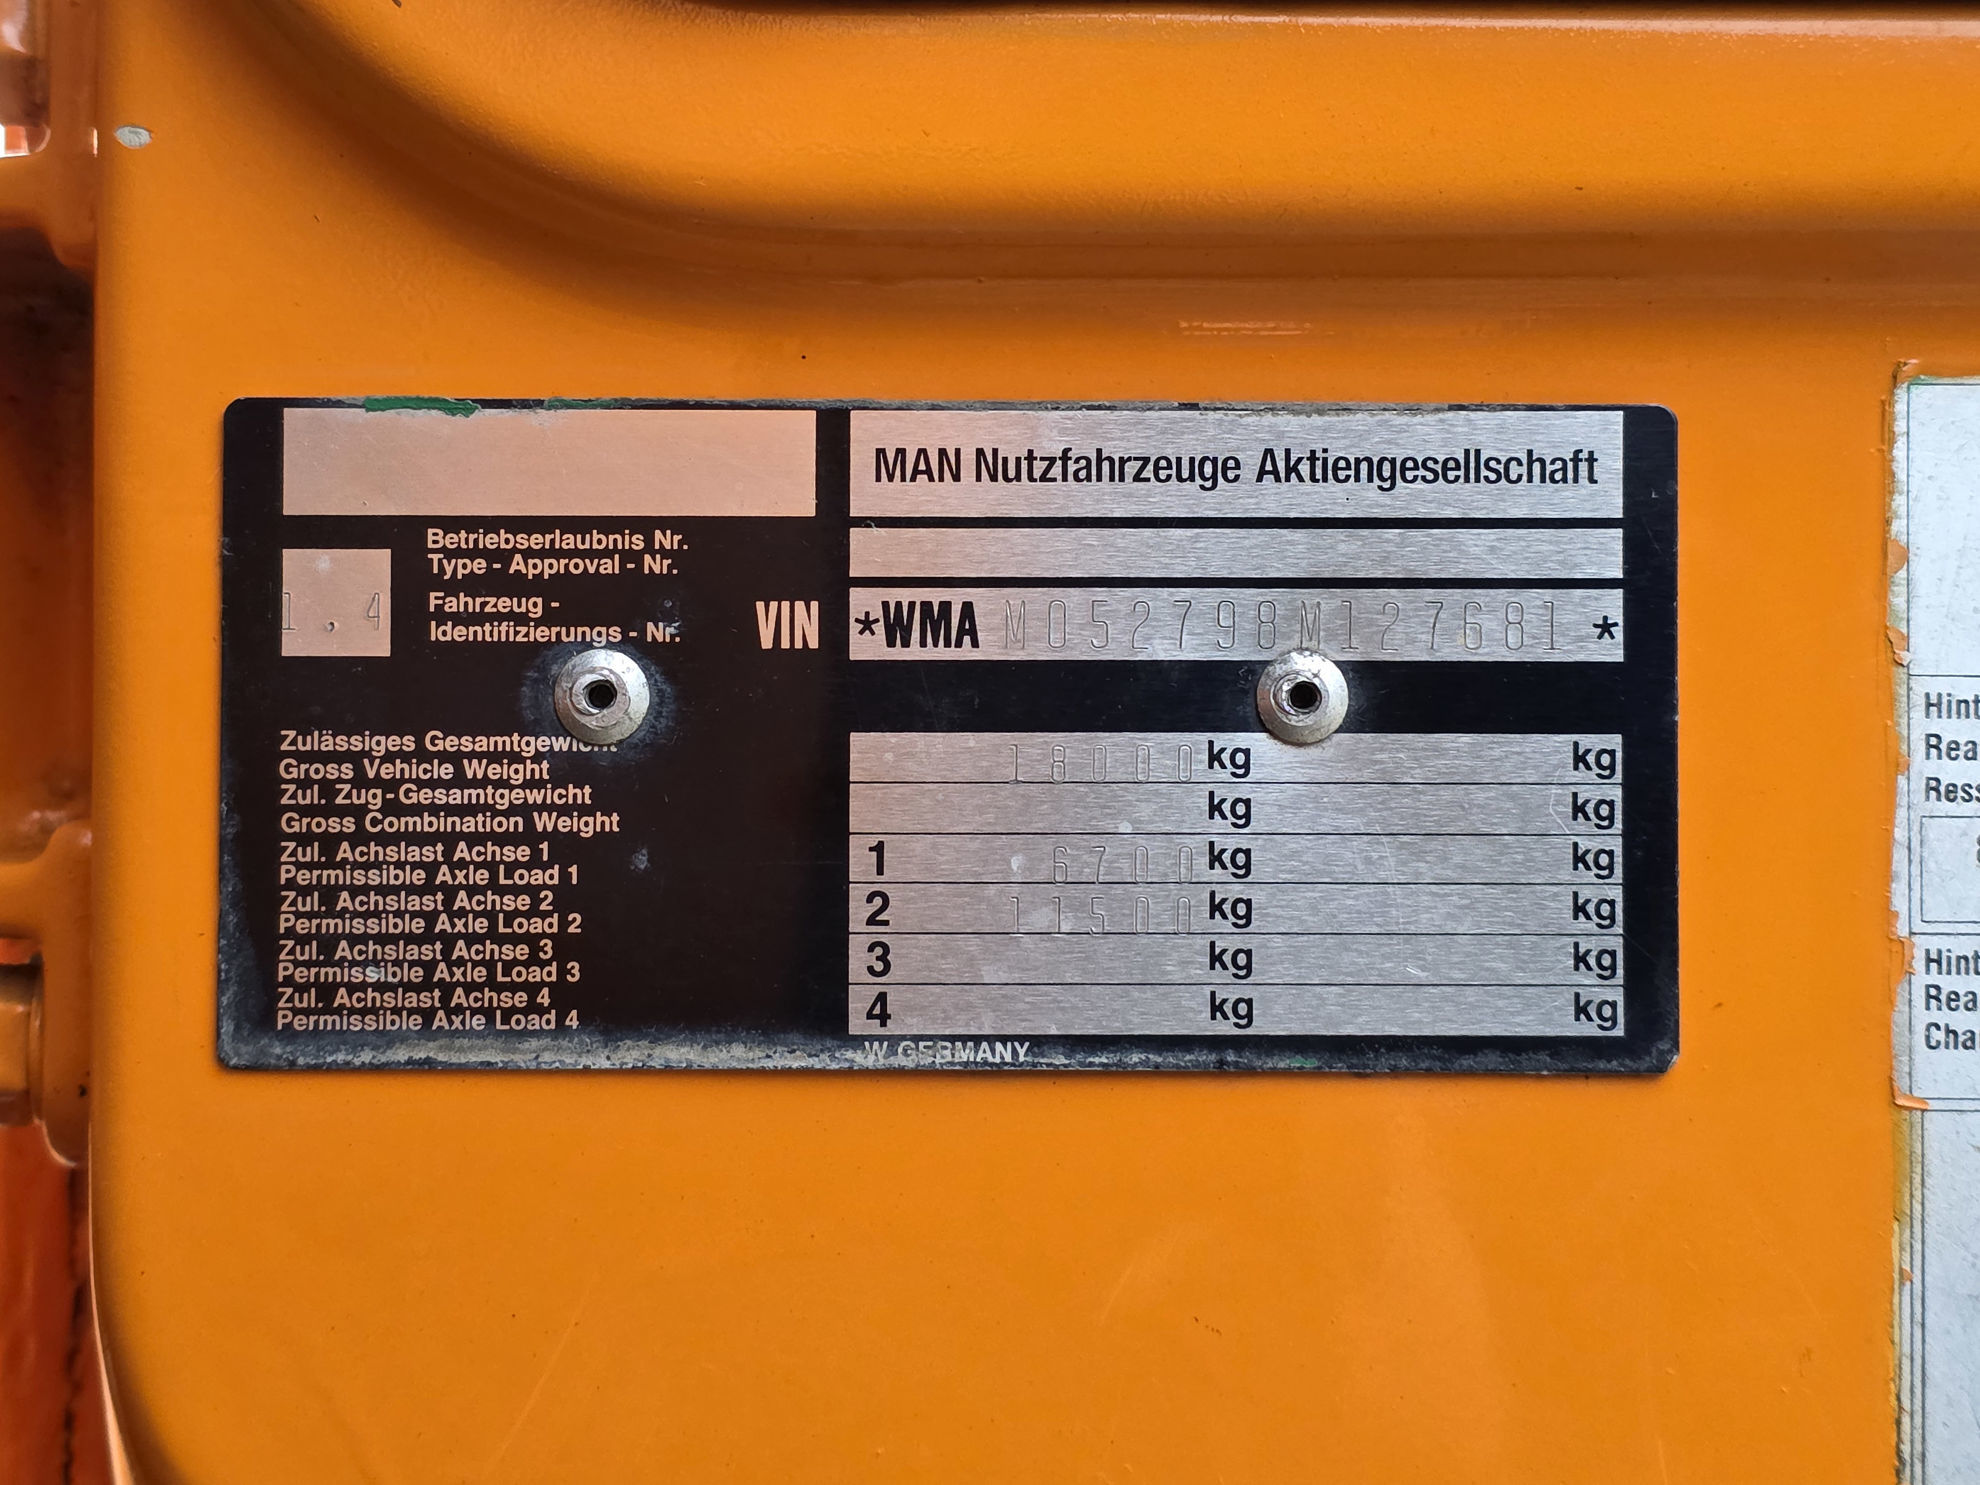 MAN Nutzfahrzeuge Aktiengesellschaft
Betriebserlaubnis Nr.
Type - Approval - Nr.
1.4
Fahrzeug -
Identifizierungs - Nr.
VIN *WMA M052798M127681 *
Zulässiges Gesamtgewicht
Gross Vehicle Weight
18000 kg kg
Zul. Zug-Gesamtgewicht
Gross Combination Weight
kg kg
Zul. Achslast Achse 1
Permissible Axle Load 1
1 6700 kg kg
Zul. Achslast Achse 2
Permissible Axle Load 2
2 11500 kg kg
Zul. Achslast Achse 3
Permissible Axle Load 3
3 kg kg
Zul. Achslast Achse 4
Permissible Axle Load 4
4 kg kg
W GERMANY
Hint
Rea
Ress
Hint
Rea
Cha